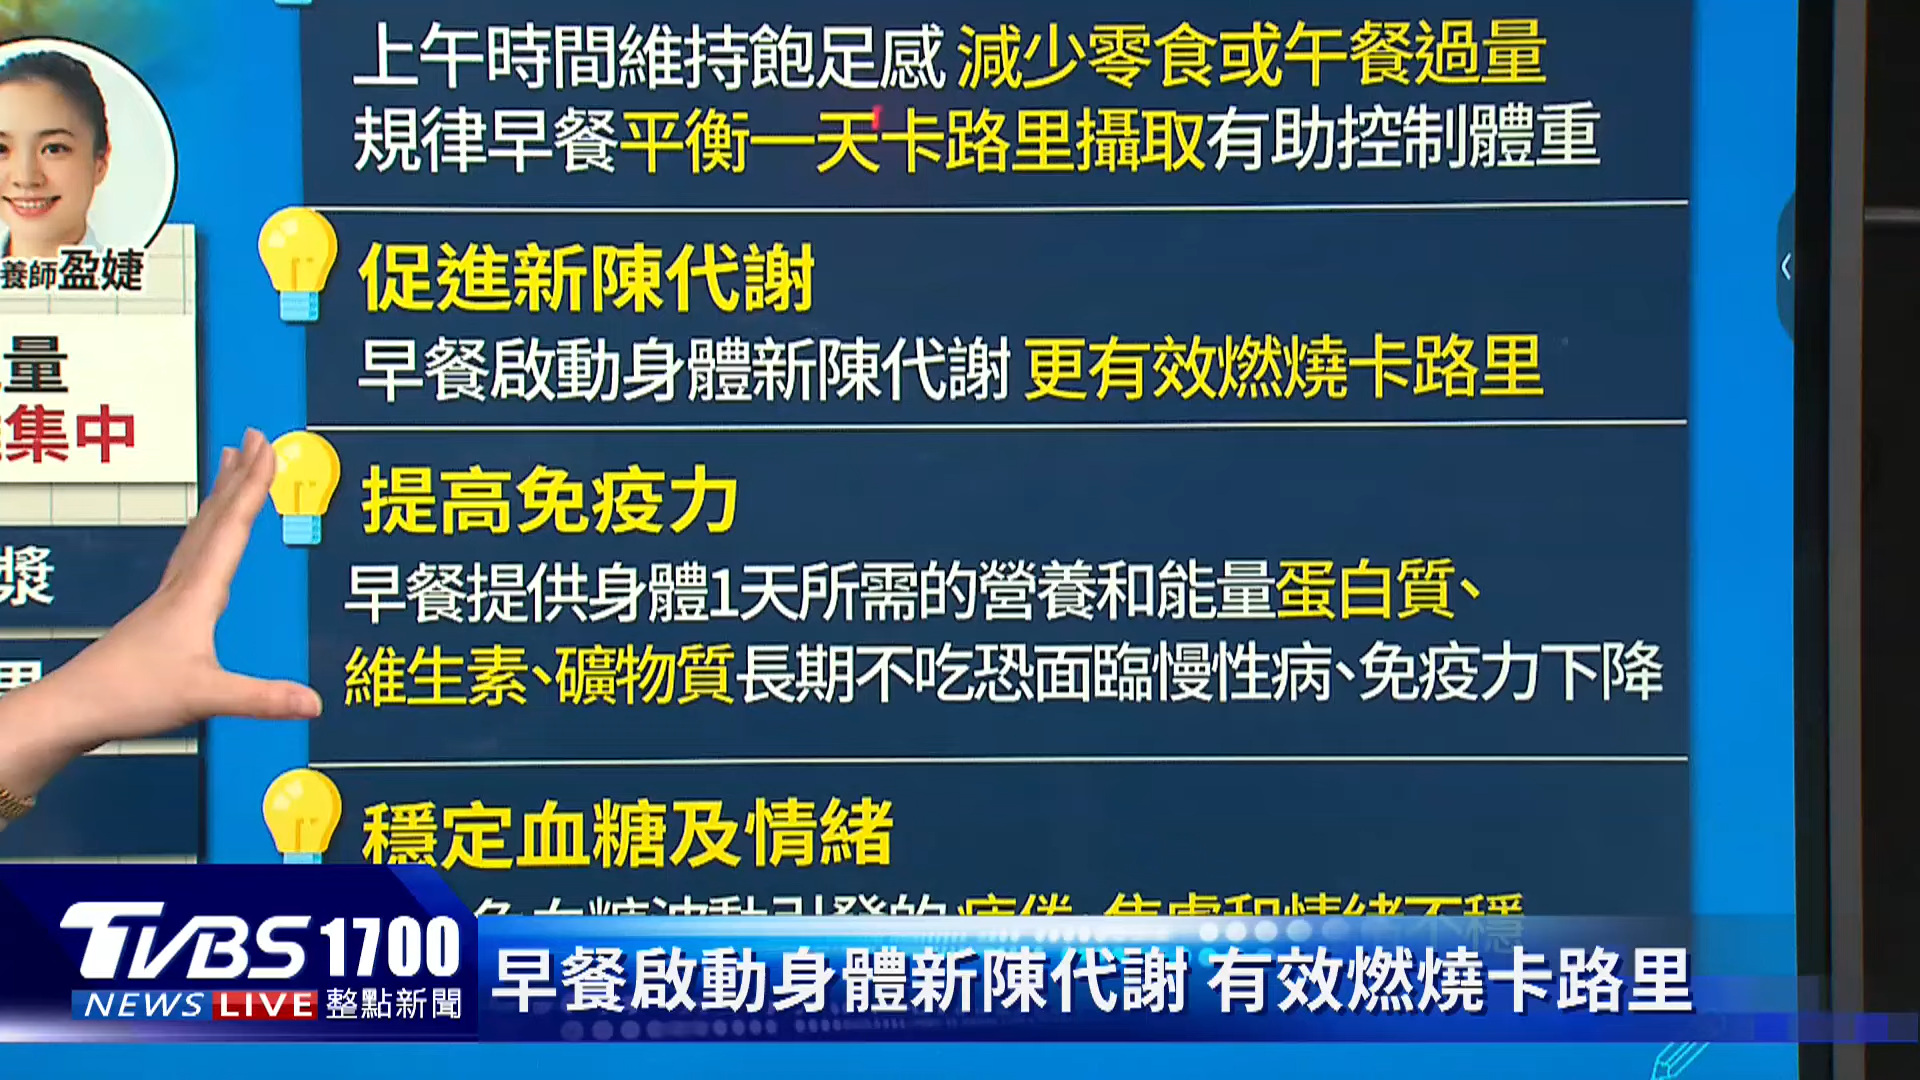 上午時間維持飽足感 減少零食或午餐過量
規律早餐平衡一天卡路里攝取有助控制體重
促進新陳代謝
早餐啟動身體新陳代謝 更有效燃燒卡路里
提高免疫力
早餐提供身體1天所需的營養和能量蛋白質、
維生素、礦物質長期不吃恐面臨慢性病、免疫力下降
穩定血糖及情緒
養師盈婕
量
集中
漿
TVBS 1700
NEWS LIVE 整點新聞
早餐啟動身體新陳代謝 有效燃燒卡路里